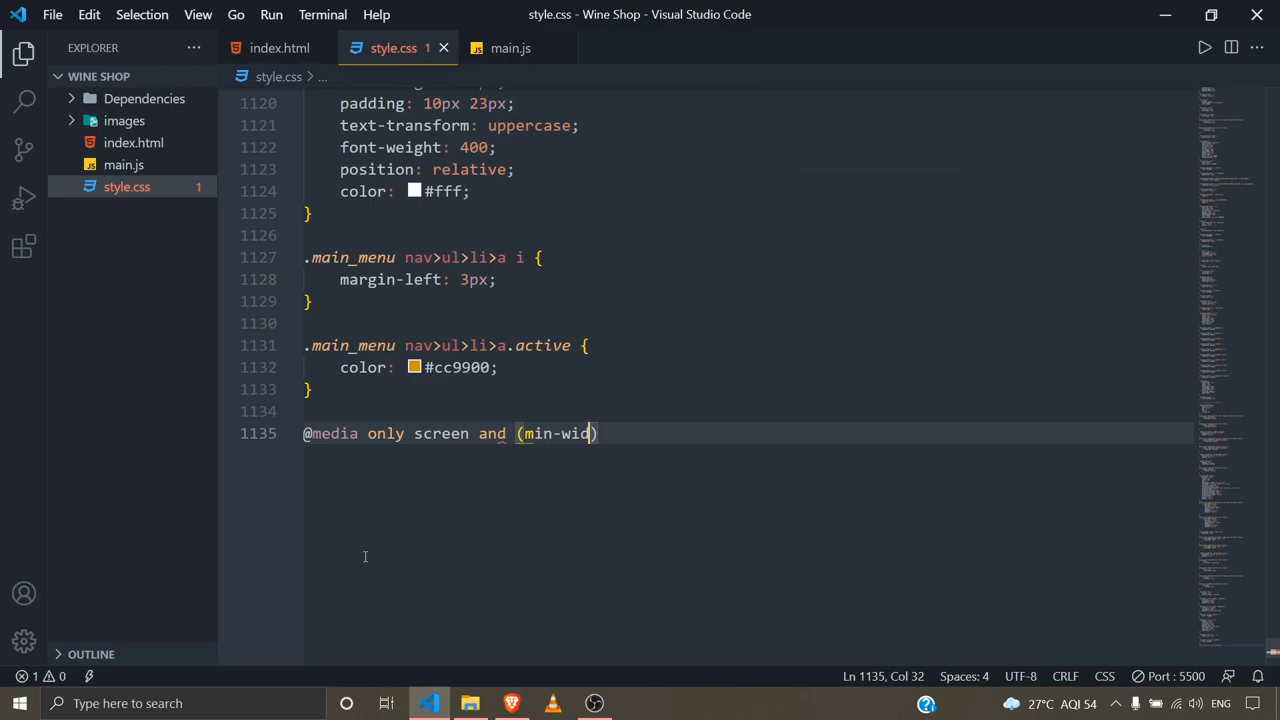 File Edit Selection View Go Run Terminal Help
style.css - Wine Shop - Visual Studio Code
EXPLORER
index.html
style.css 1
main.js
WINE SHOP
style.css > ...
Dependencies
images
index.html
main.js
style.css 1
1120 padding: 10px 23px;
1121 text-transform: uppercase;
1122 font-weight: 400;
1123 position: relative;
1124 color: #fff;
1125 }
1126
1127 .main_menu nav>ul>li>a i {
1128 margin-left: 3px;
1129 }
1130
1131 .main_menu nav>ul>li>a.active {
1132 color: #cc9900;
1133 }
1134
1135 @media only screen and (min-wid)
OUTLINE
1 0
Ln 1135, Col 32 Spaces: 4 UTF-8 CRLF CSS Port : 5500
Type here to search
27°C AQI 54
ENG